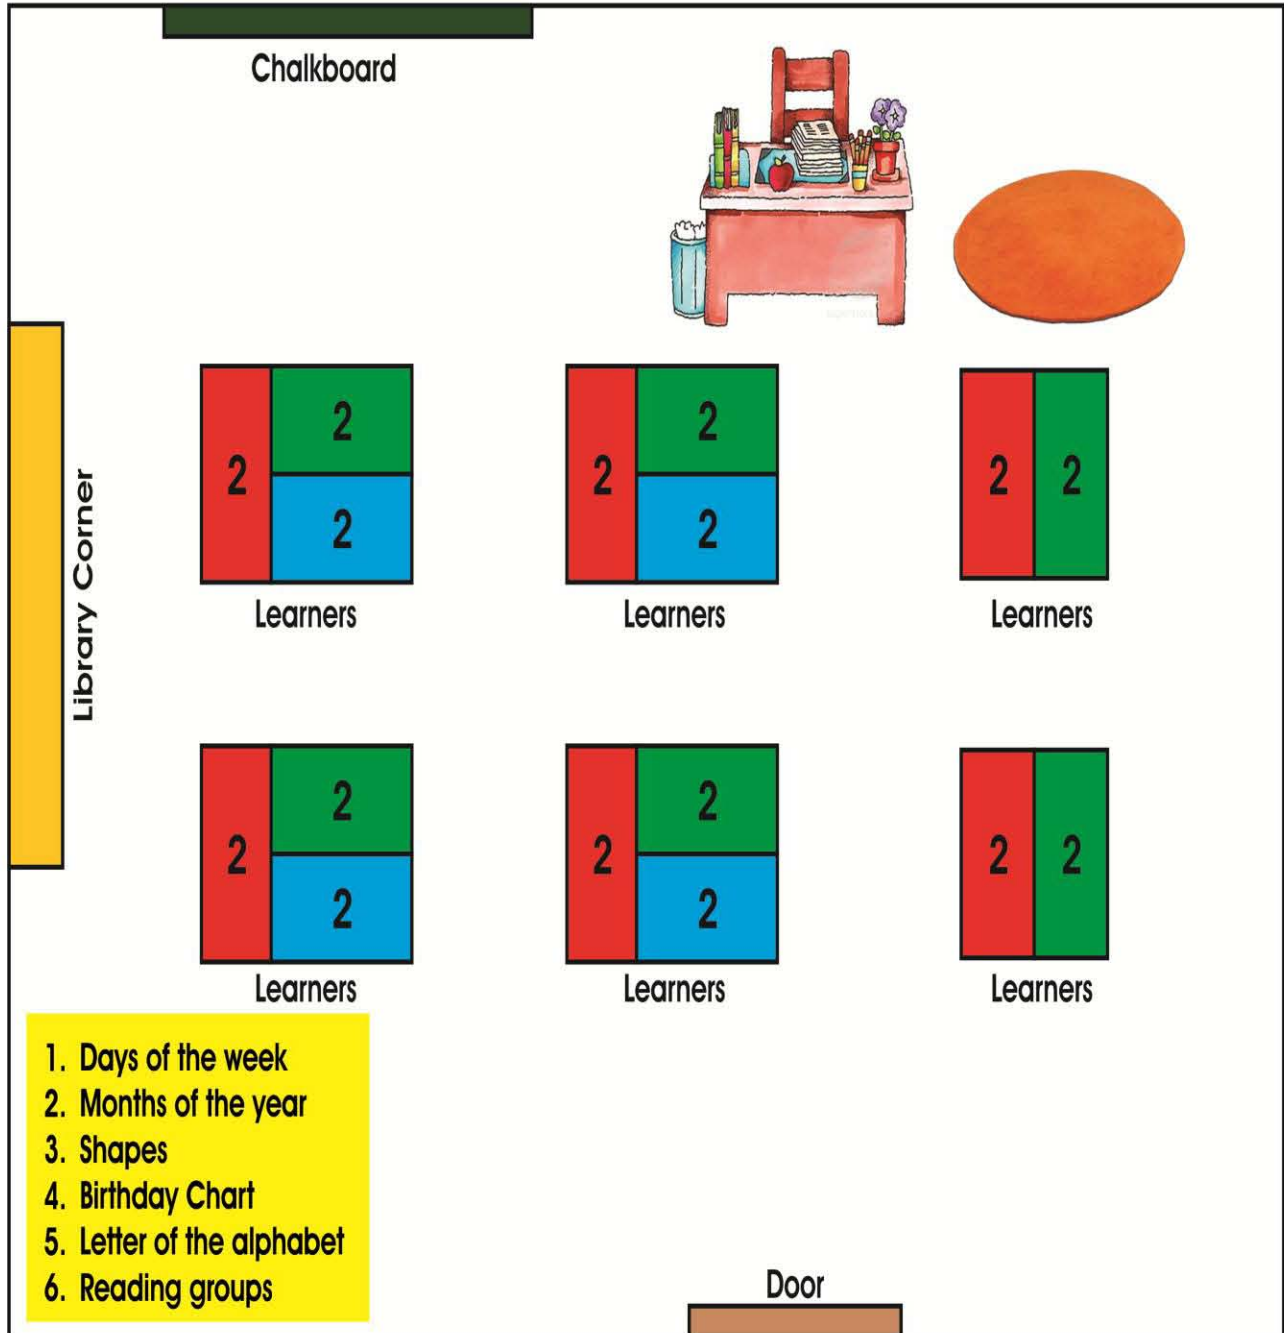 Chalkboard
Library Corner
2
2
2
2
2
2
2
2
Learners
Learners
Learners
2
2
2
2
2
2
2
2
Learners
Learners
Learners
1. Days of the week
2. Months of the year
3. Shapes
4. Birthday Chart
5. Letter of the alphabet
6. Reading groups
Door